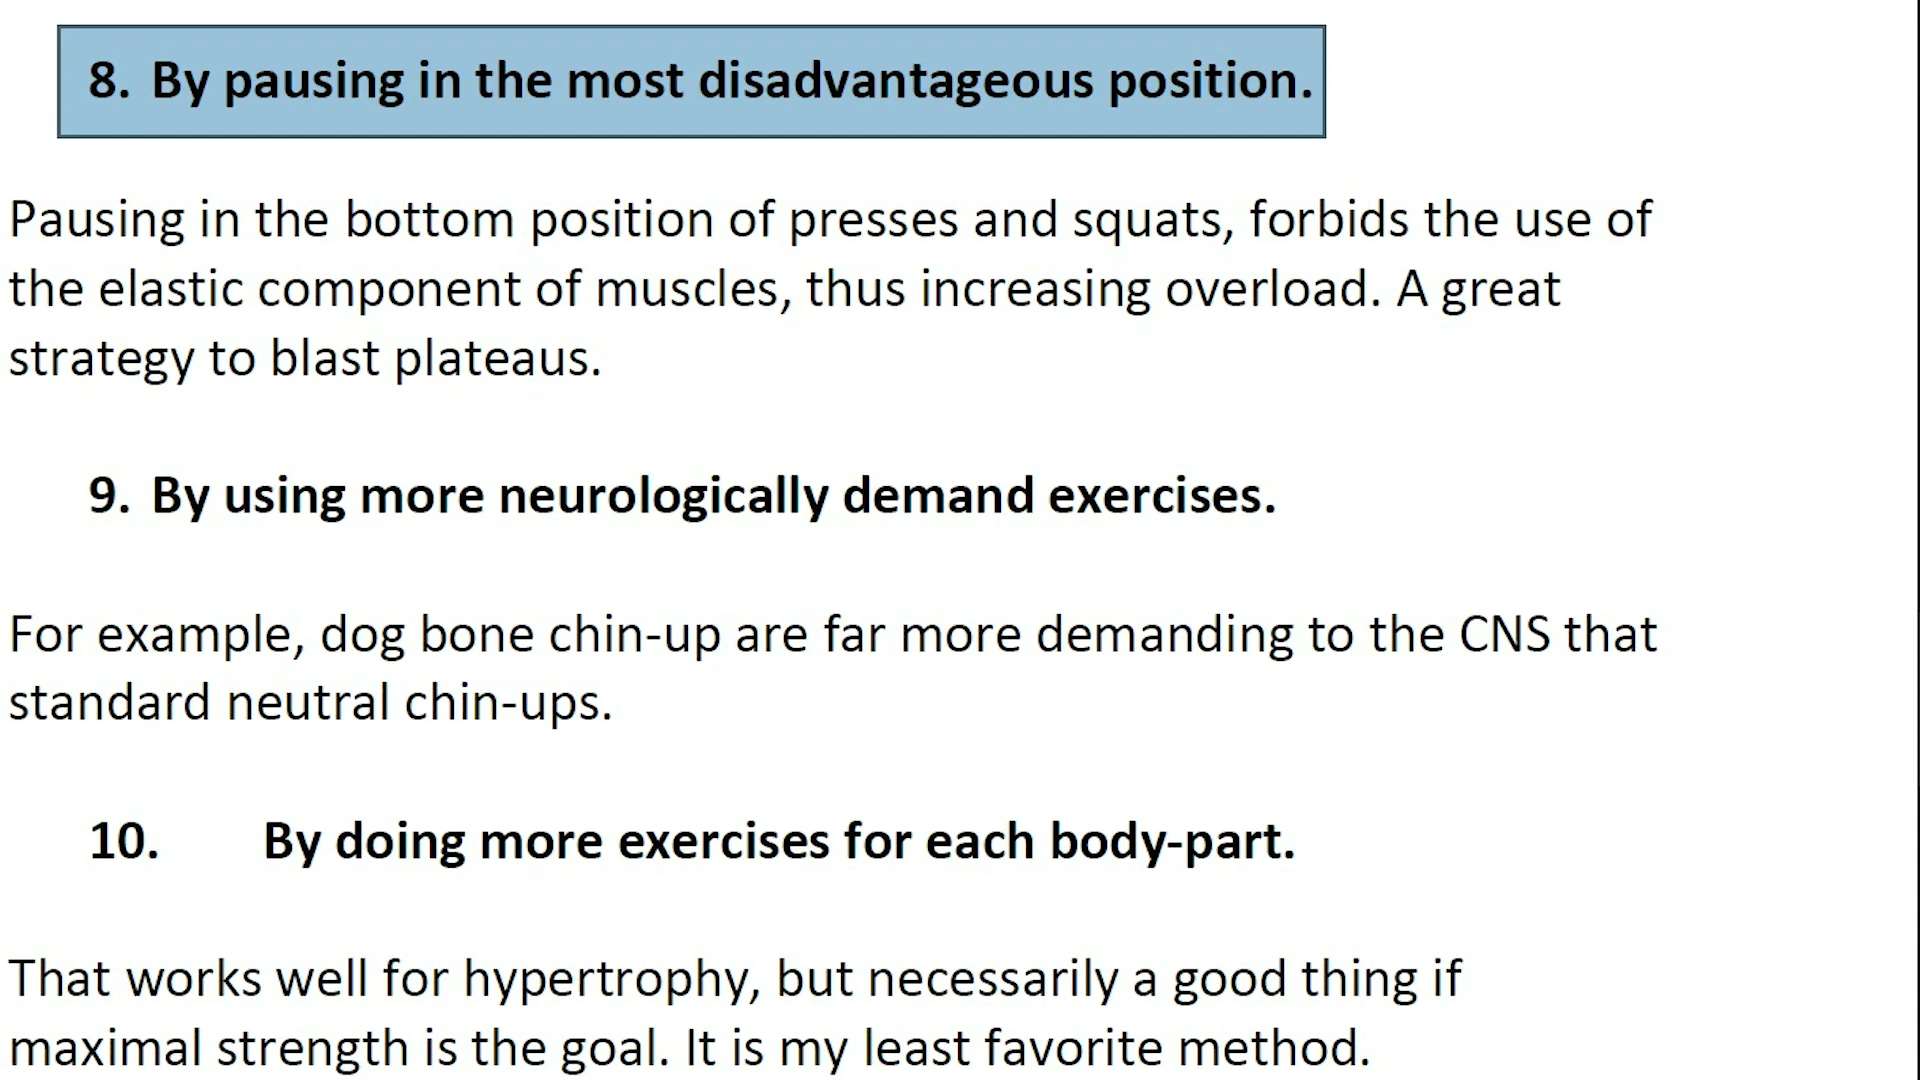 8. By pausing in the most disadvantageous position.
Pausing in the bottom position of presses and squats, forbids the use of
the elastic component of muscles, thus increasing overload. A great
strategy to blast plateaus.
9. By using more neurologically demand exercises.
For example, dog bone chin-up are far more demanding to the CNS that
standard neutral chin-ups.
10. By doing more exercises for each body-part.
That works well for hypertrophy, but necessarily a good thing if
maximal strength is the goal. It is my least favorite method.